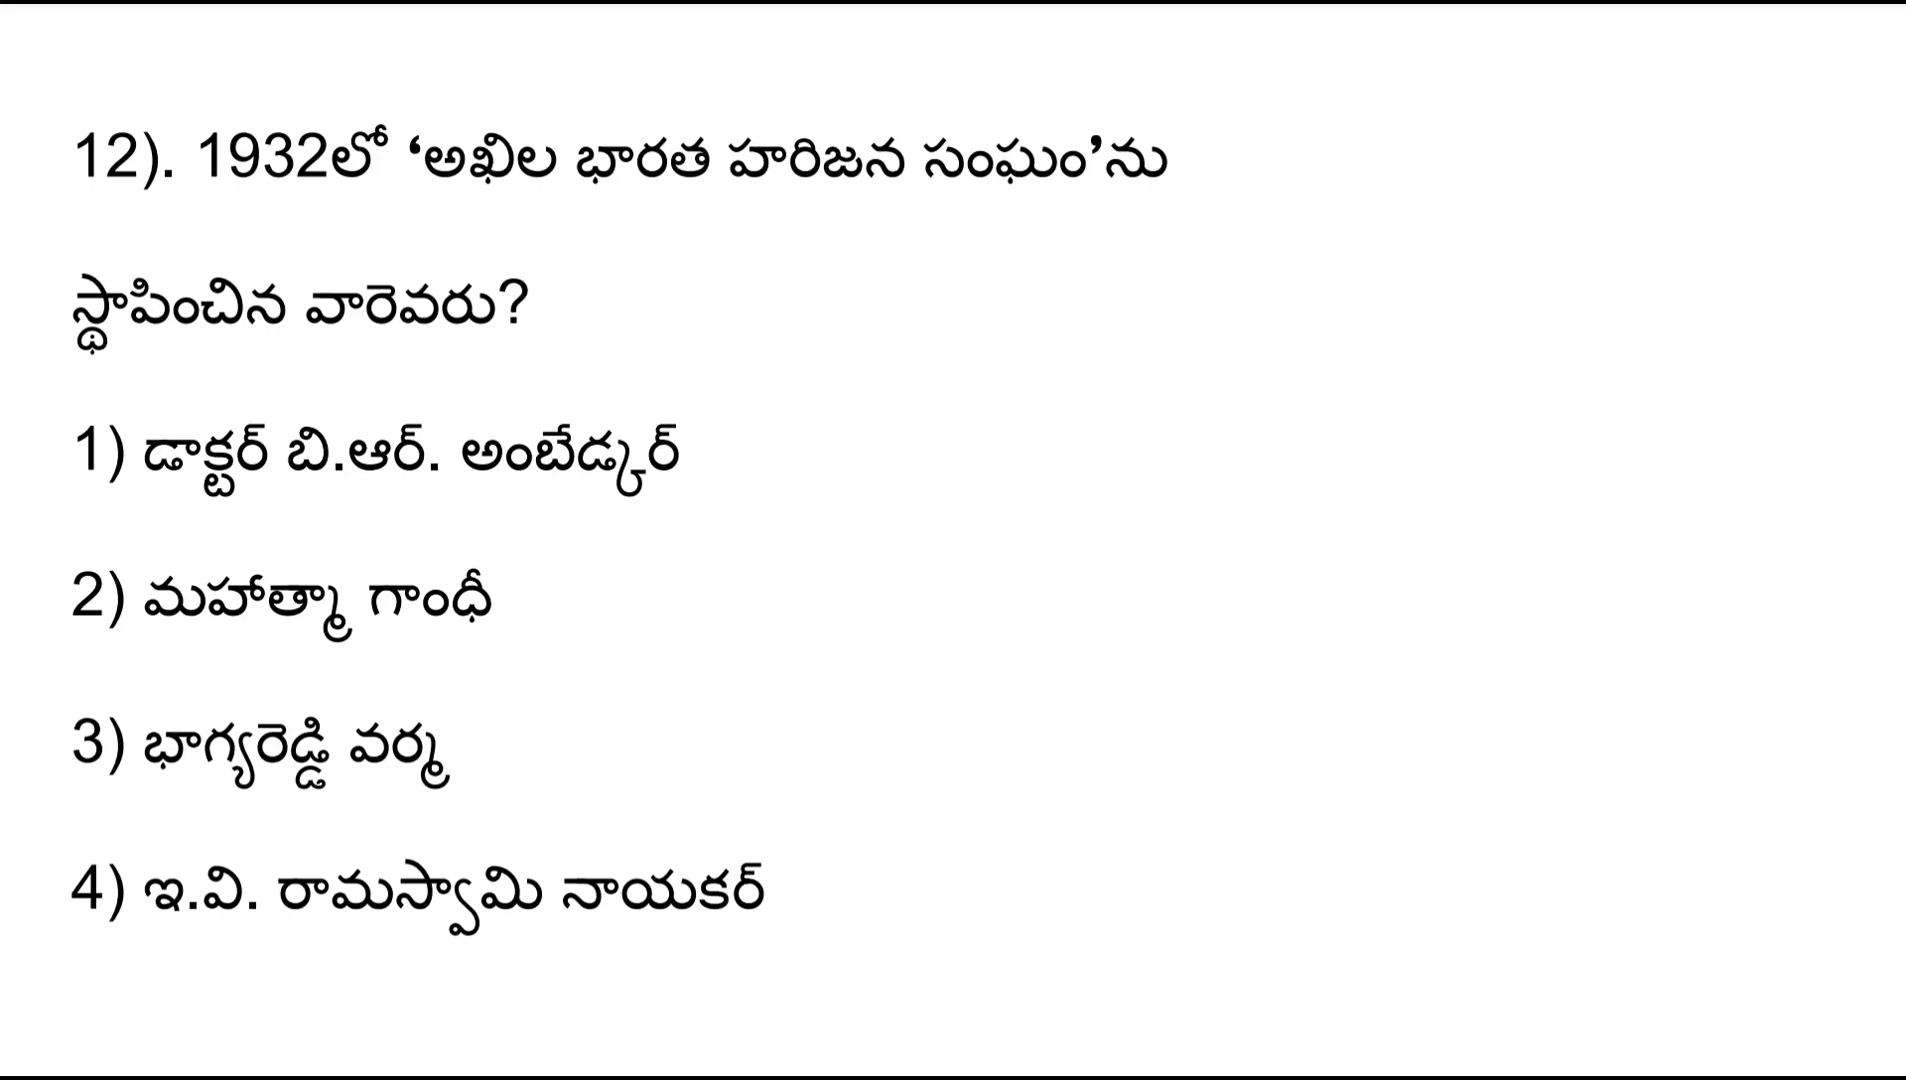 12). 1932లో ‘అఖిల భారత హరిజన సంఘం’ను
స్థాపించిన వారెవరు?
1) డాక్టర్ బి.ఆర్. అంబేడ్కర్
2) మహాత్మా గాంధీ
3) భాగ్యరెడ్డి వర్మ
4) ఇ.వి. రామస్వామి నాయకర్